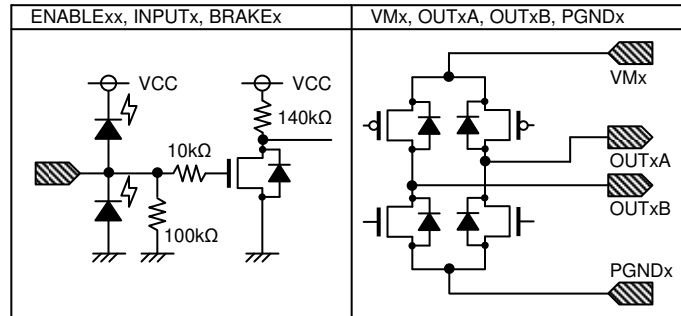 ENABLExx, INPUTx, BRAKEx
VMx, OUTxA, OUTxB, PGNDx
VCC
VCC
140kΩ
10kΩ
100kΩ
VMx
OUTxA
OUTxB
PGNDx